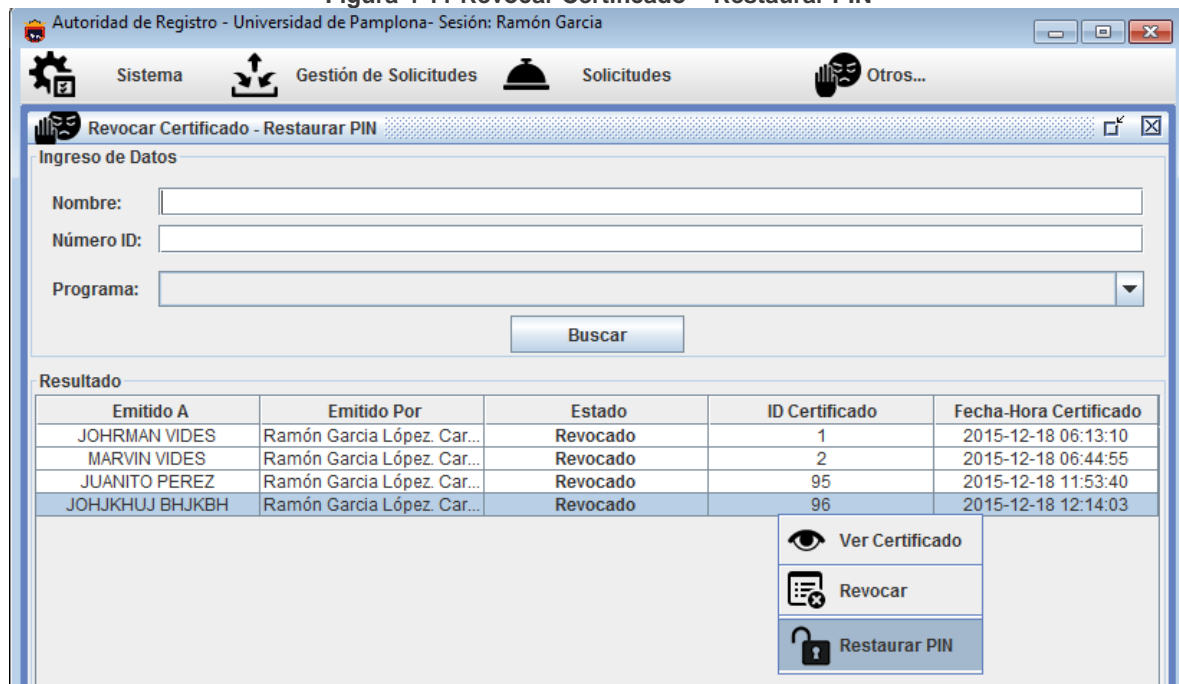 Revocar Certificado – Restaurar PIN
Autoridad de Registro - Universidad de Pamplona- Sesión: Ramón Garcia
Sistema Gestión de Solicitudes Solicitudes Otros...
Revocar Certificado - Restaurar PIN
Ingreso de Datos
Nombre:
Número ID:
Programa:
Buscar
Resultado
Emitido A Emitido Por Estado ID Certificado Fecha-Hora Certificado
JOHRMAN VIDES Ramón Garcia López. Car... Revocado 1 2015-12-18 06:13:10
MARVIN VIDES Ramón Garcia López. Car... Revocado 2 2015-12-18 06:44:55
JUANITO PEREZ Ramón Garcia López. Car... Revocado 95 2015-12-18 11:53:40
JOHJKHUJ BHJKBH Ramón Garcia López. Car... Revocado 96 2015-12-18 12:14:03
Ver Certificado
Revocar
Restaurar PIN